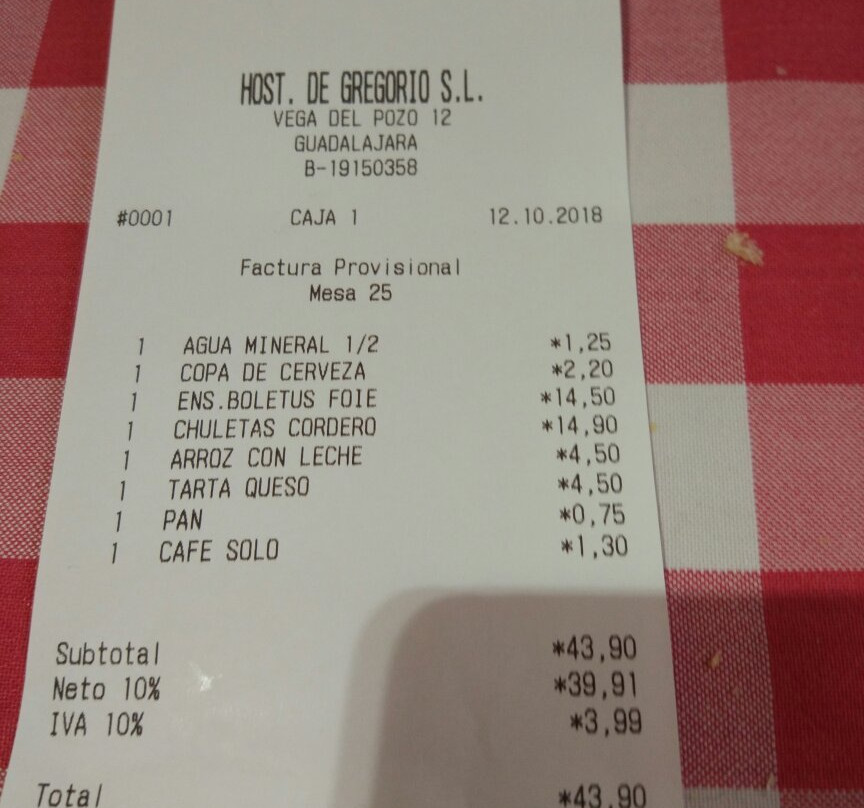 HOST. DE GREGORIO S.L.
VEGA DEL POZO 12
GUADALAJARA
B-19150358
#0001 CAJA 1 12.10.2018
Factura Provisional
Mesa 25
1 AGUA MINERAL 1/2 *1,25
1 COPA DE CERVEZA *2,20
1 ENS.BOLETUS FOIE *14,50
1 CHULETAS CORDERO *14,90
1 ARROZ CON LECHE *4,50
1 TARTA QUESO *4,50
1 PAN *0,75
1 CAFE SOLO *1,30
Subtotal *43,90
Neto 10% *39,91
IVA 10% *3,99
Total *43,90